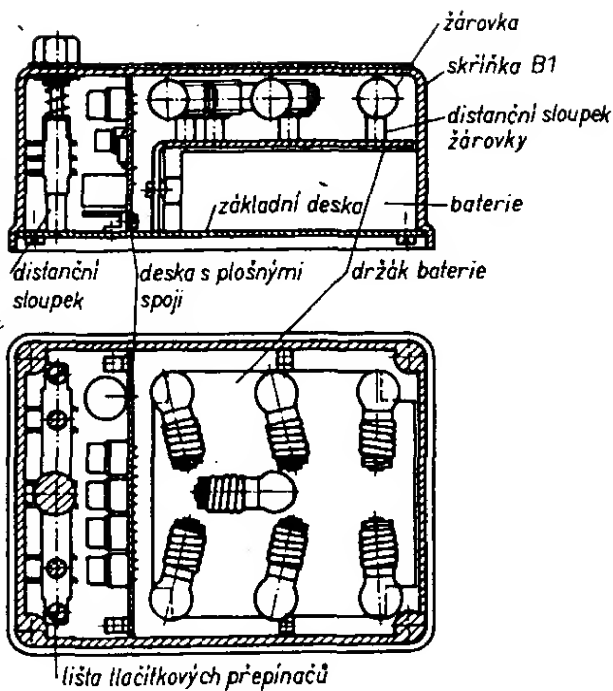 žárovka
skříňka B1
distanční sloupek
žárovky
základní deska
baterie
distanční
sloupek
deska s plošnými
spoji
držák baterie
lišta tlačítkových přepínačů